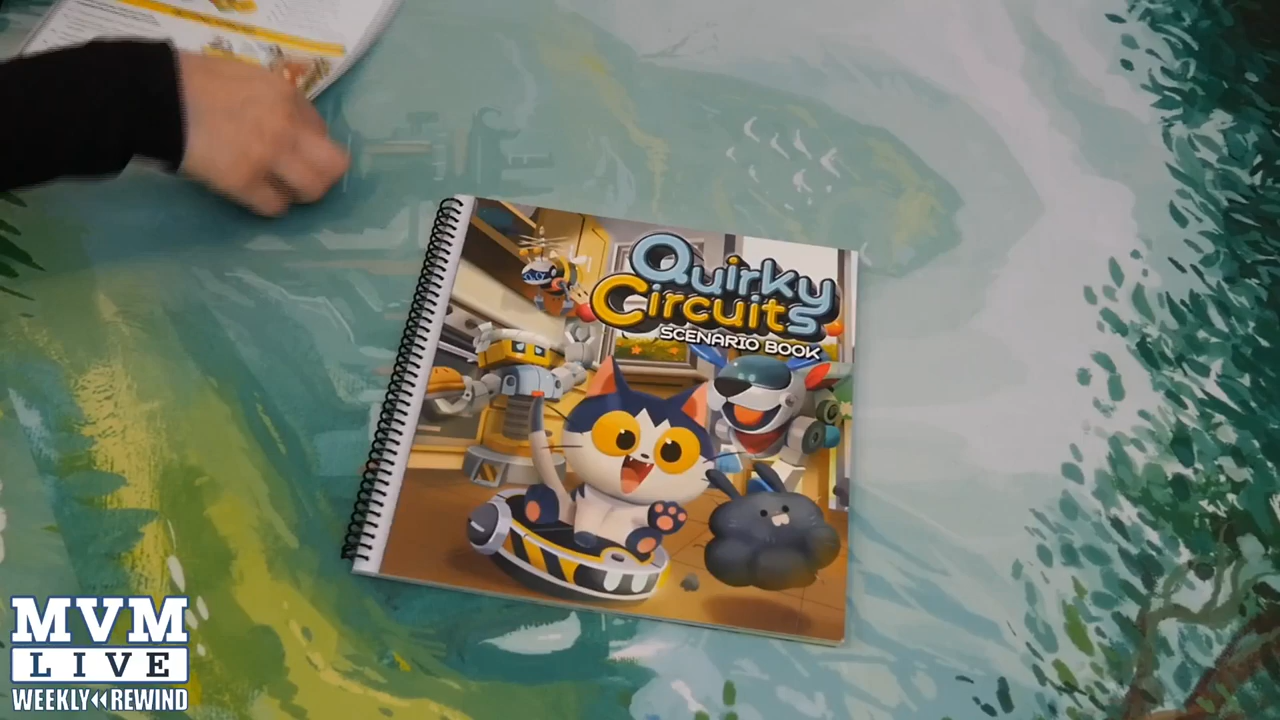 Quirky
Circuits
SCENARIO BOOK
MVM
LIVE
WEEKLY REWIND